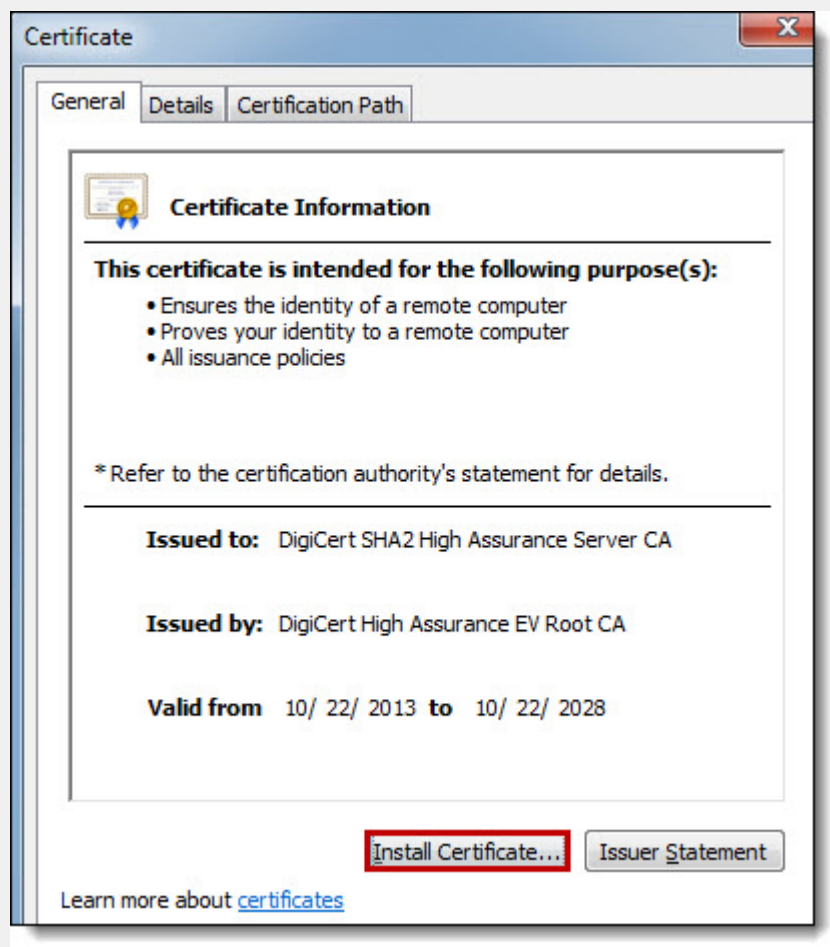 Certificate
X
General
Details
Certification Path
Certificate Information
This certificate is intended for the following purpose(s):
• Ensures the identity of a remote computer
• Proves your identity to a remote computer
• All issuance policies
* Refer to the certification authority's statement for details.
Issued to: DigiCert SHA2 High Assurance Server CA
Issued by: DigiCert High Assurance EV Root CA
Valid from 10/ 22/ 2013 to 10/ 22/ 2028
Install Certificate...
Issuer Statement
Learn more about certificates